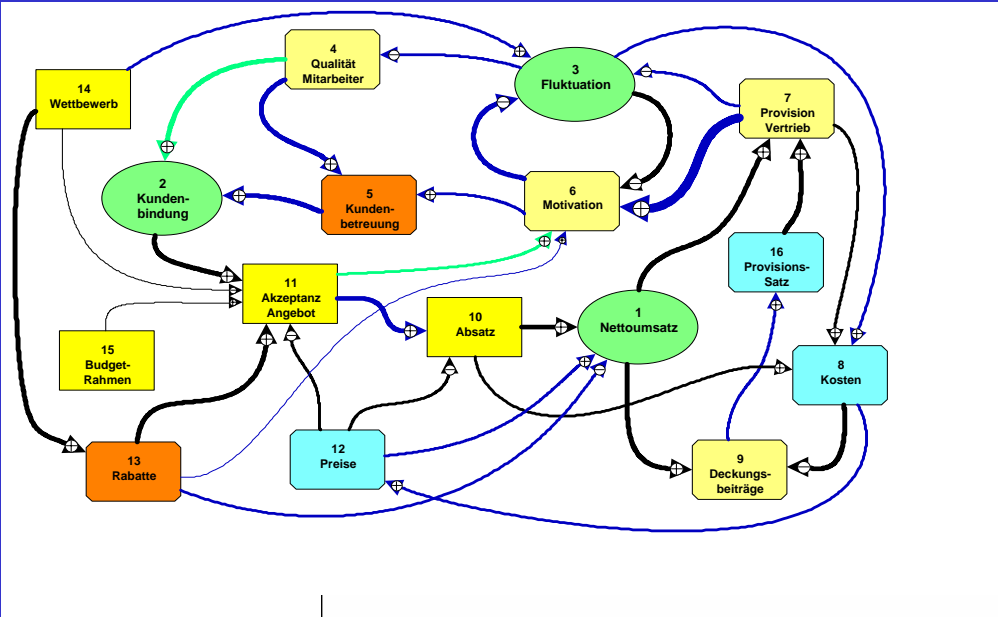 4
Qualität
Mitarbeiter
3
Fluktuation
14
Wettbewerb
7
Provision
Vertrieb
2
Kunden-
bindung
5
Kunden-
betreuung
6
Motivation
16
Provisions-
Satz
11
Akzeptanz
Angebot
10
Absatz
1
Nettoumsatz
15
Budget-
Rahmen
8
Kosten
13
Rabatte
12
Preise
9
Deckungs-
beiträge